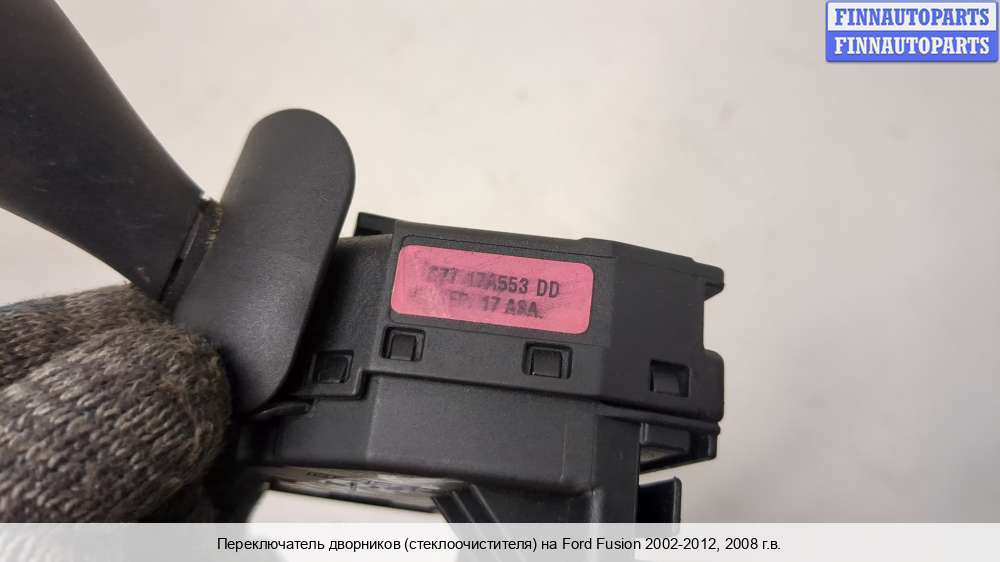 FINNAUTOPARTS
FINNAUTOPARTS
17A553 DD
17 ASA.
Переключатель дворников (стеклоочистителя) на Ford Fusion 2002-2012, 2008 г.в.